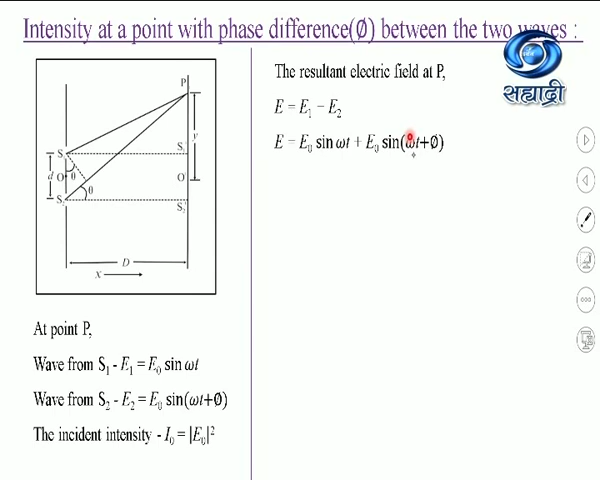 Intensity at a point with phase difference(∅) between the two waves :
सह्याद्री
P
y
S
S₁
d
O
θ
O'
θ
S
S₂'
D
x
At point P,
Wave from S₁ - E₁ = E₀ sin ωt
Wave from S₂ - E₂ = E₀ sin(ωt+∅)
The incident intensity - I₀ = |E₀|²
The resultant electric field at P,
E = E₁ − E₂
E = E₀ sin ωt + E₀ sin(ωt+∅)